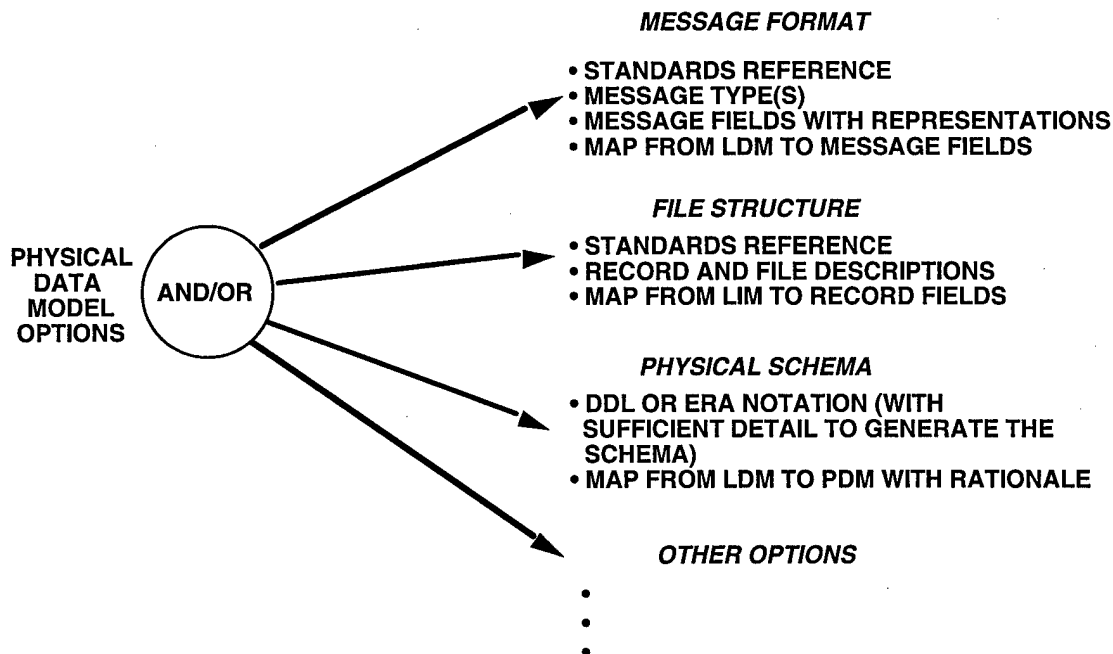 PHYSICAL
DATA
MODEL
OPTIONS
AND/OR
MESSAGE FORMAT
• STANDARDS REFERENCE
• MESSAGE TYPE(S)
• MESSAGE FIELDS WITH REPRESENTATIONS
• MAP FROM LDM TO MESSAGE FIELDS
FILE STRUCTURE
• STANDARDS REFERENCE
• RECORD AND FILE DESCRIPTIONS
• MAP FROM LIM TO RECORD FIELDS
PHYSICAL SCHEMA
• DDL OR ERA NOTATION (WITH
SUFFICIENT DETAIL TO GENERATE THE
SCHEMA)
• MAP FROM LDM TO PDM WITH RATIONALE
OTHER OPTIONS
•
•
•